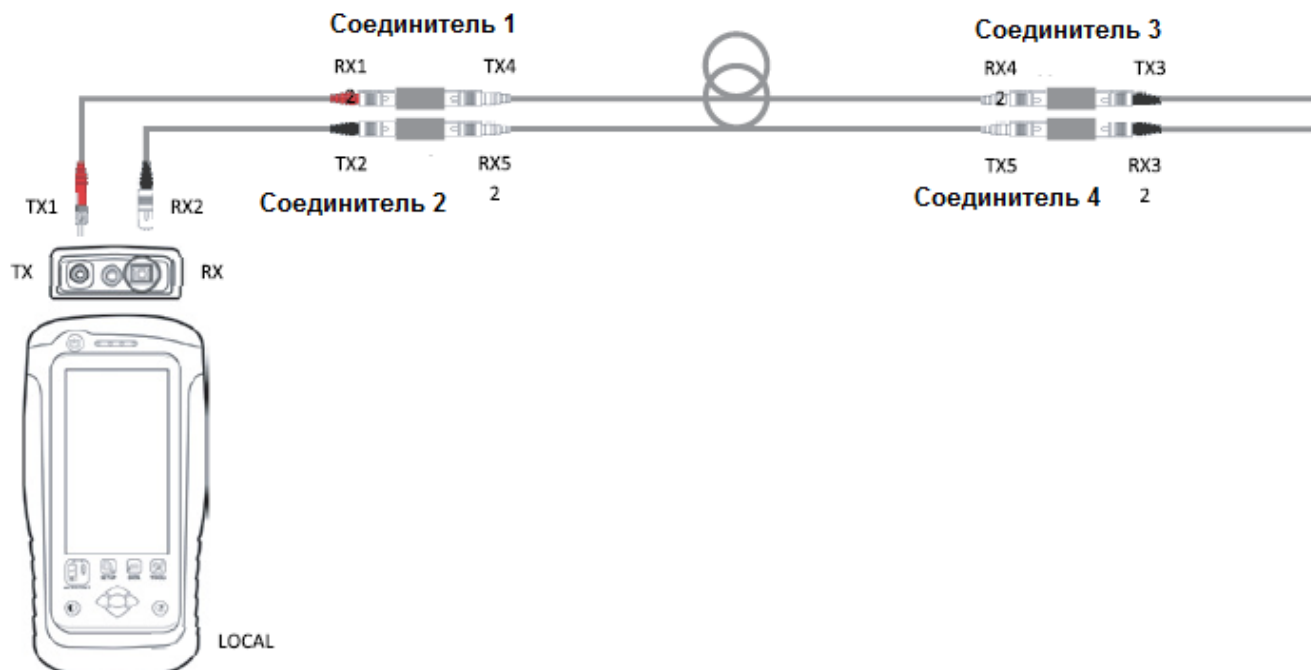 Соединитель 1
Соединитель 3
RX1
2
TX4
RX4
2
TX3
TX2
RX5
2
TX5
RX3
2
Соединитель 2
Соединитель 4
TX1
RX2
TX
RX
SETUP
LOCAL